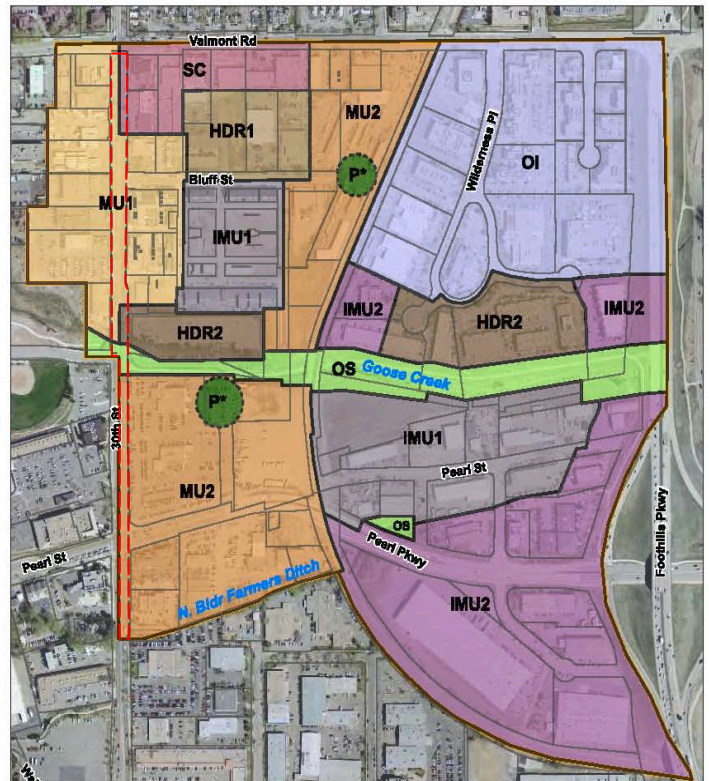 Valmont Rd
SC
MU2
HDR1
Wilderness Pl
OI
P*
Bluff St
MU1
IMU1
IMU2
IMU2
HDR2
HDR2
OS
Goose Creek
P*
30th St
IMU1
Pearl St
MU2
OS
Pearl Pkwy
Foothills Pkwy
Pearl St
N. Bldr Farmers Ditch
IMU2